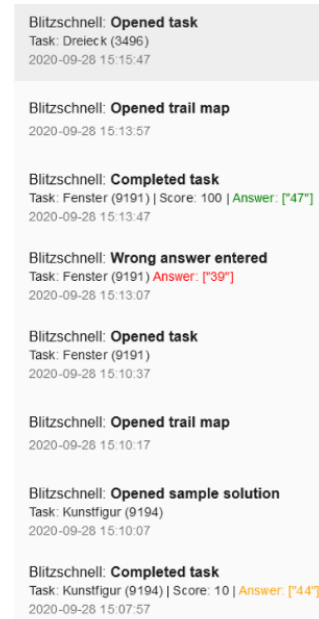 Blitzschnell: Opened task
Task: Dreieck (3496)
2020-09-28 15:15:47
Blitzschnell: Opened trail map
2020-09-28 15:13:57
Blitzschnell: Completed task
Task: Fenster (9191) | Score: 100 | Answer: ["47"]
2020-09-28 15:13:47
Blitzschnell: Wrong answer entered
Task: Fenster (9191) Answer: ["39"]
2020-09-28 15:13:07
Blitzschnell: Opened task
Task: Fenster (9191)
2020-09-28 15:10:37
Blitzschnell: Opened trail map
2020-09-28 15:10:17
Blitzschnell: Opened sample solution
Task: Kunstfigur (9194)
2020-09-28 15:10:07
Blitzschnell: Completed task
Task: Kunstfigur (9194) | Score: 10 | Answer: ["44"]
2020-09-28 15:07:57